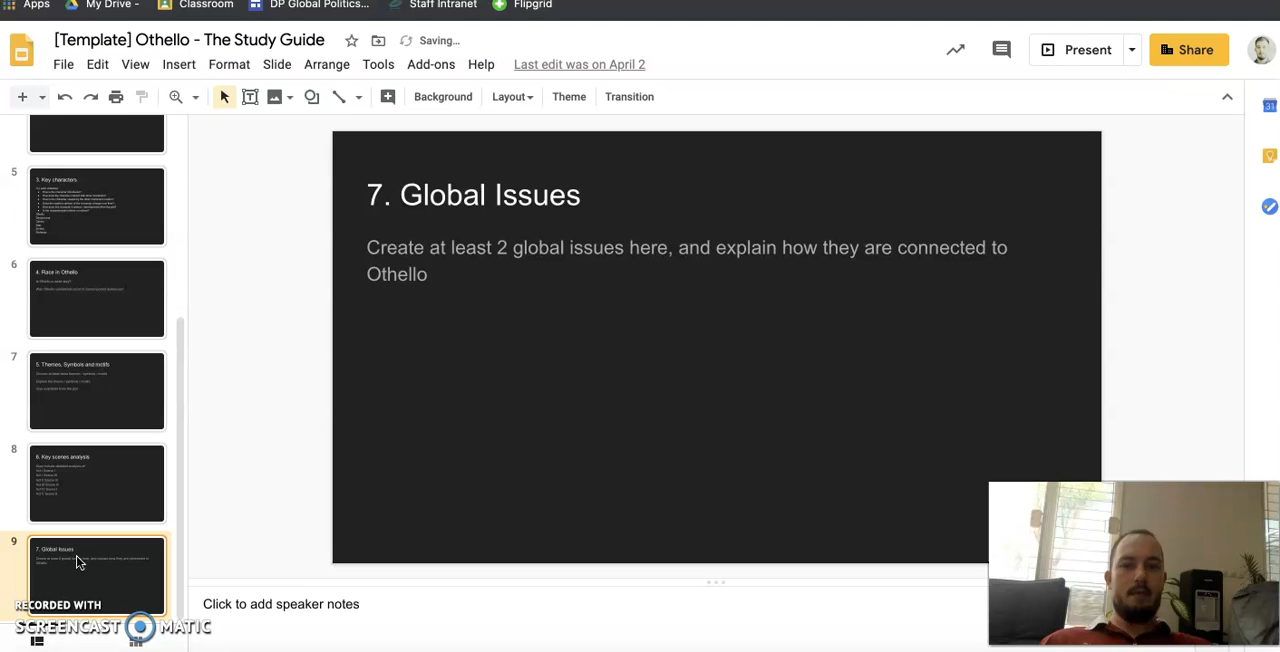 Apps My Drive - Classroom DP Global Politics... Staff Intranet Flipgrid
[Template] Othello - The Study Guide Saving...
File Edit View Insert Format Slide Arrange Tools Add-ons Help Last edit was on April 2
Present Share
Background Layout Theme Transition
31
5
3. Key characters
6
4. Race in Othello
7
5. Themes, Symbols and motifs
8
6. Key scenes analysis
9
7. Global Issues
7. Global Issues
Create at least 2 global issues here, and explain how they are connected to
Othello
Click to add speaker notes
RECORDED WITH
SCREENCAST MATIC